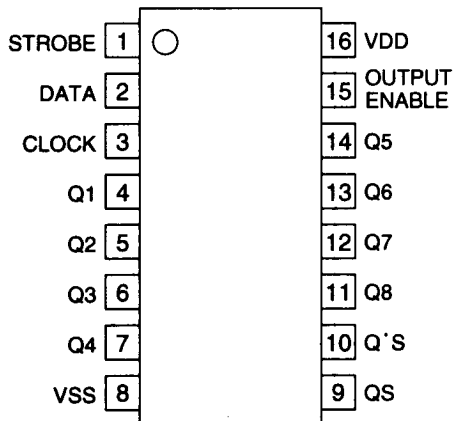 STROBE 1 16 VDD
DATA 2 15 OUTPUT ENABLE
CLOCK 3 14 Q5
Q1 4 13 Q6
Q2 5 12 Q7
Q3 6 11 Q8
Q4 7 10 Q'S
VSS 8 9 QS